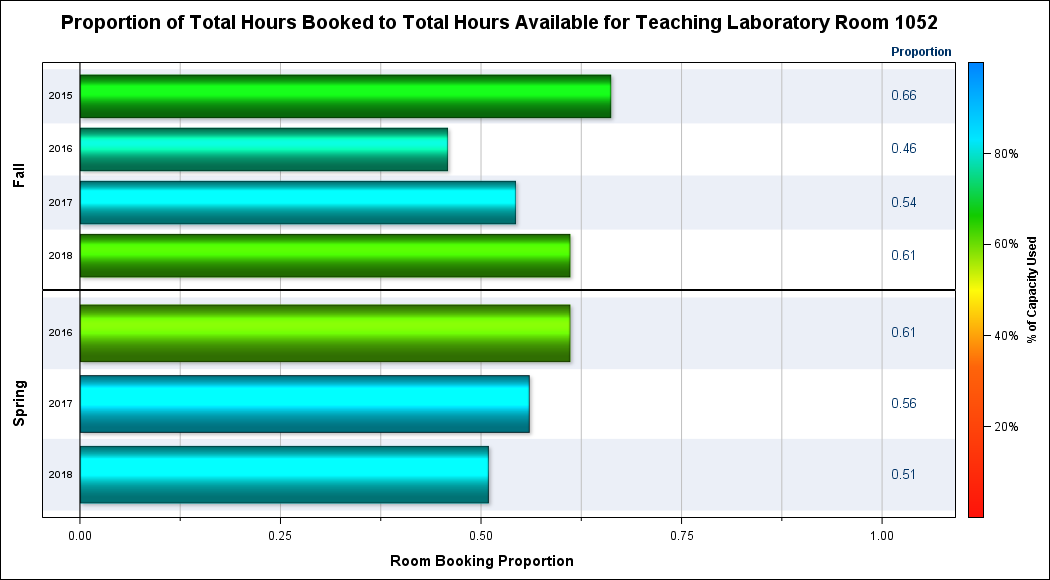 Proportion of Total Hours Booked to Total Hours Available for Teaching Laboratory Room 1052
Proportion
Fall
2015 0.66
2016 0.46
2017 0.54
2018 0.61
Spring
2016 0.61
2017 0.56
2018 0.51
0.00 0.25 0.50 0.75 1.00
Room Booking Proportion
80%
60%
40%
20%
% of Capacity Used